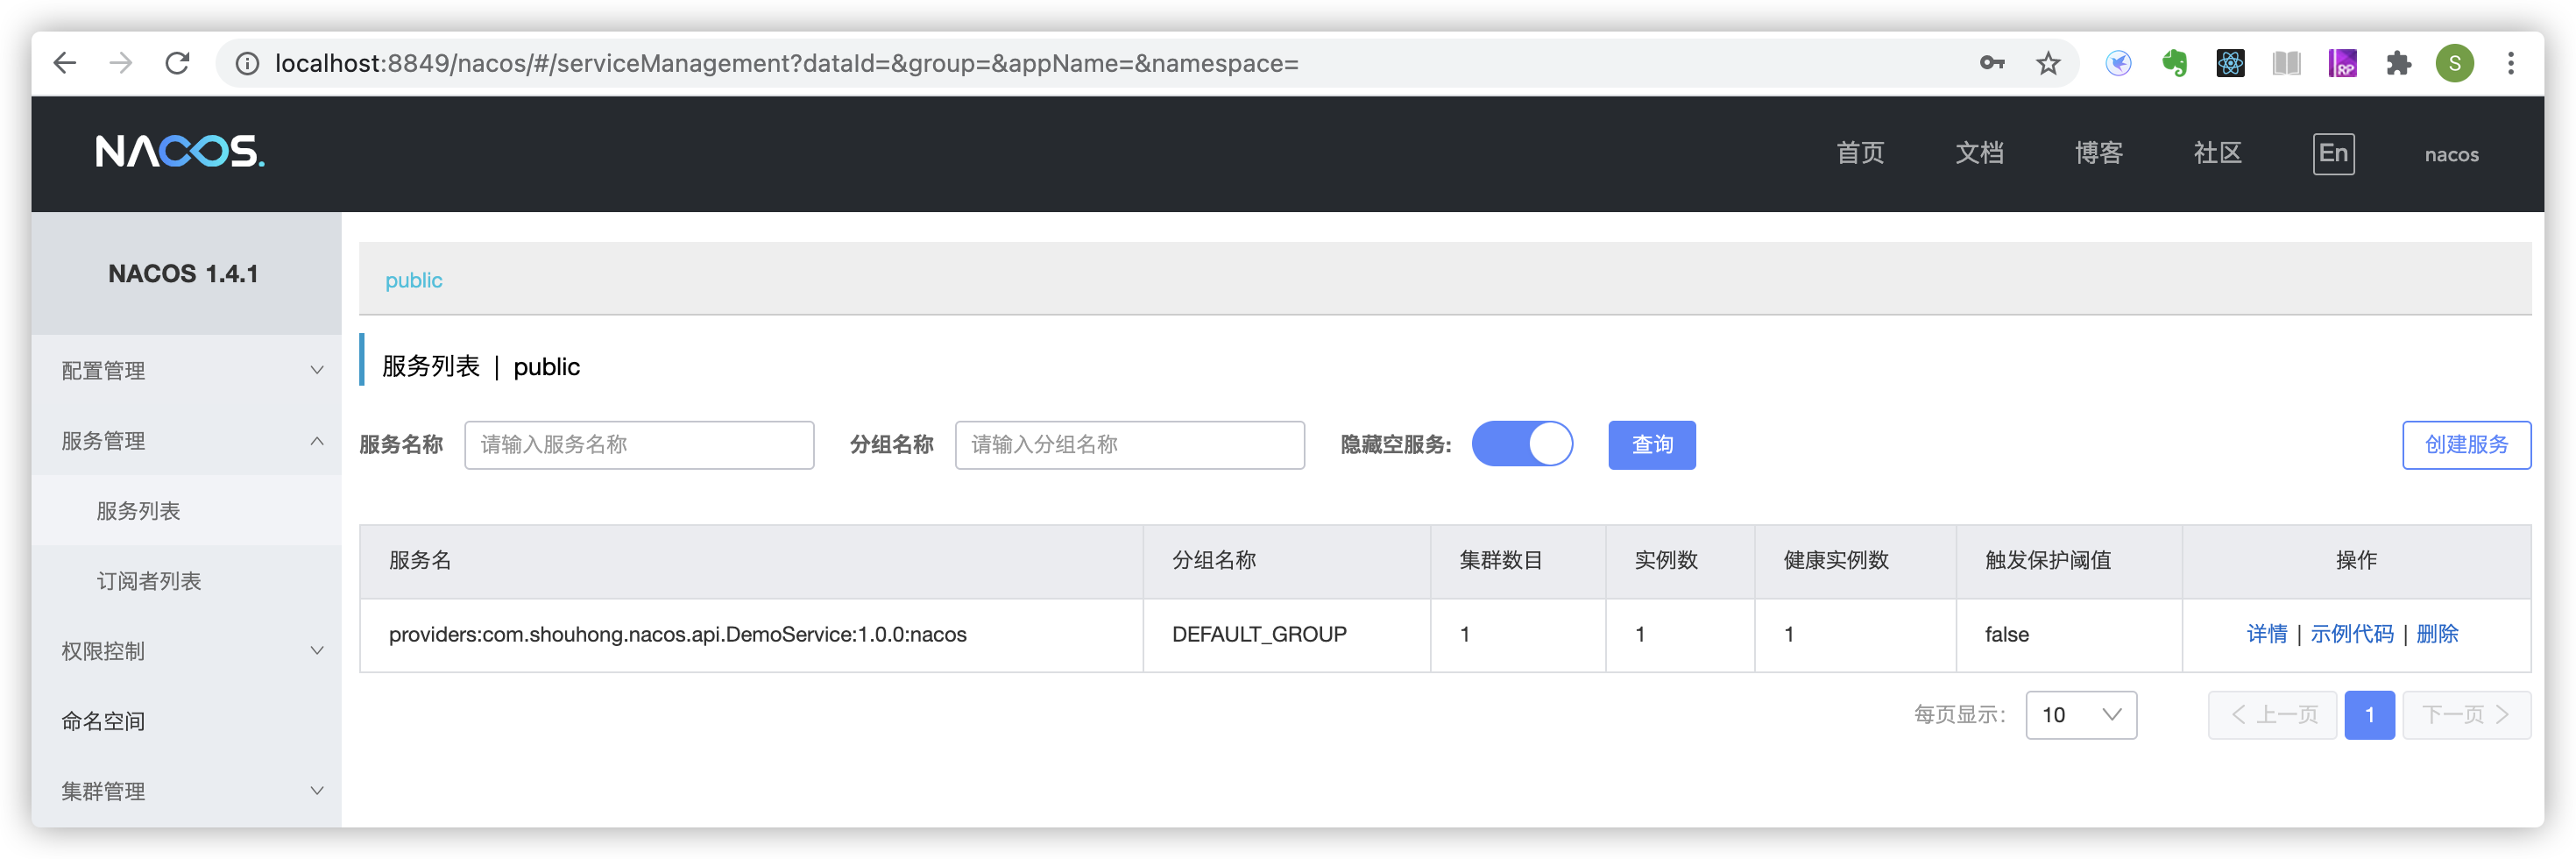 localhost:8849/nacos/#/serviceManagement?dataId=&group=&appName=&namespace=
RP
S
NACOS.
首页 文档 博客 社区 En nacos
NACOS 1.4.1
public
配置管理
服务管理
服务列表
订阅者列表
权限控制
命名空间
集群管理
服务列表 | public
服务名称 请输入服务名称 分组名称 请输入分组名称 隐藏空服务: 查询 创建服务
服务名 分组名称 集群数目 实例数 健康实例数 触发保护阈值 操作
providers:com.shouhong.nacos.api.DemoService:1.0.0:nacos DEFAULT_GROUP 1 1 1 false 详情 | 示例代码 | 删除
每页显示: 10 上一页 1 下一页